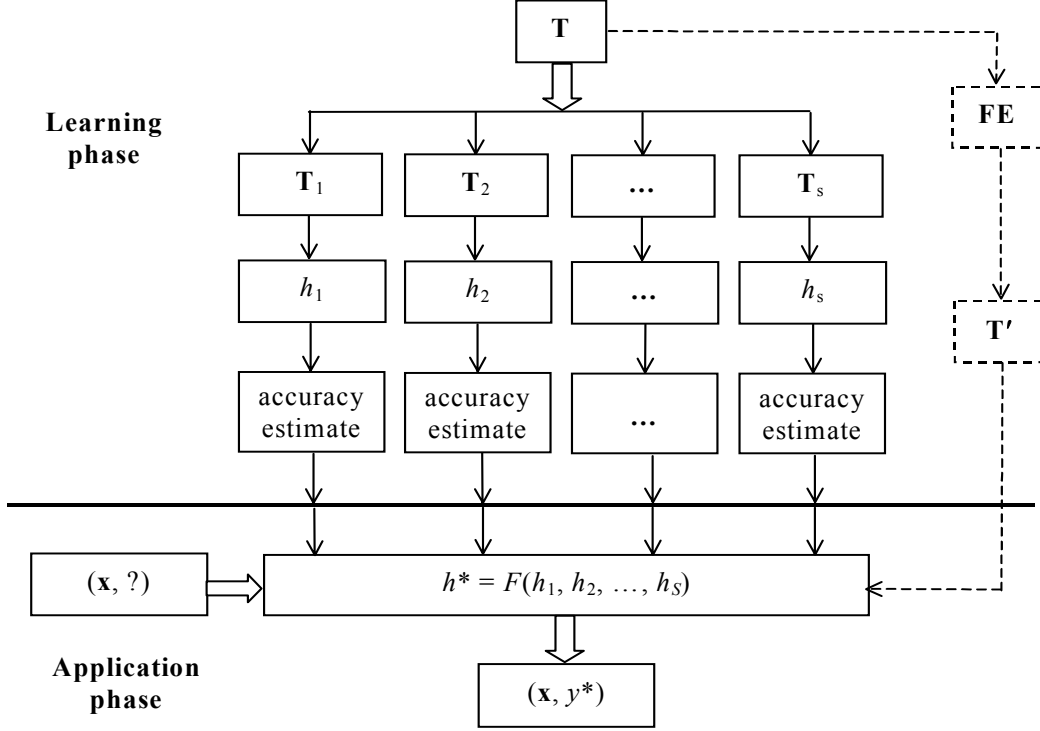 T
FE
Learning
phase
T₁ T₂ ... Tₛ
h₁ h₂ ... hₛ
T′
accuracy estimate
accuracy estimate
...
accuracy estimate
(x, ?)
h* = F(h₁, h₂, …, h_S)
Application
phase
(x, y*)